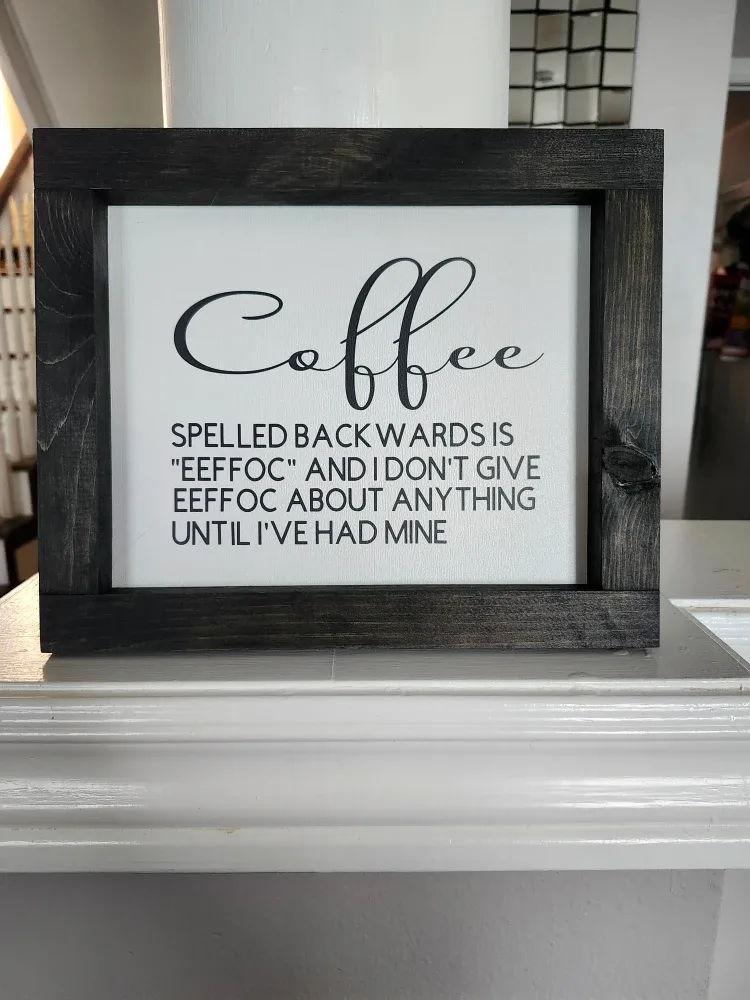 Coffee
SPELLED BACKWARDS IS
"EEFFOC" AND I DON'T GIVE
EEFFOC ABOUT ANYTHING
UNTIL I'VE HAD MINE